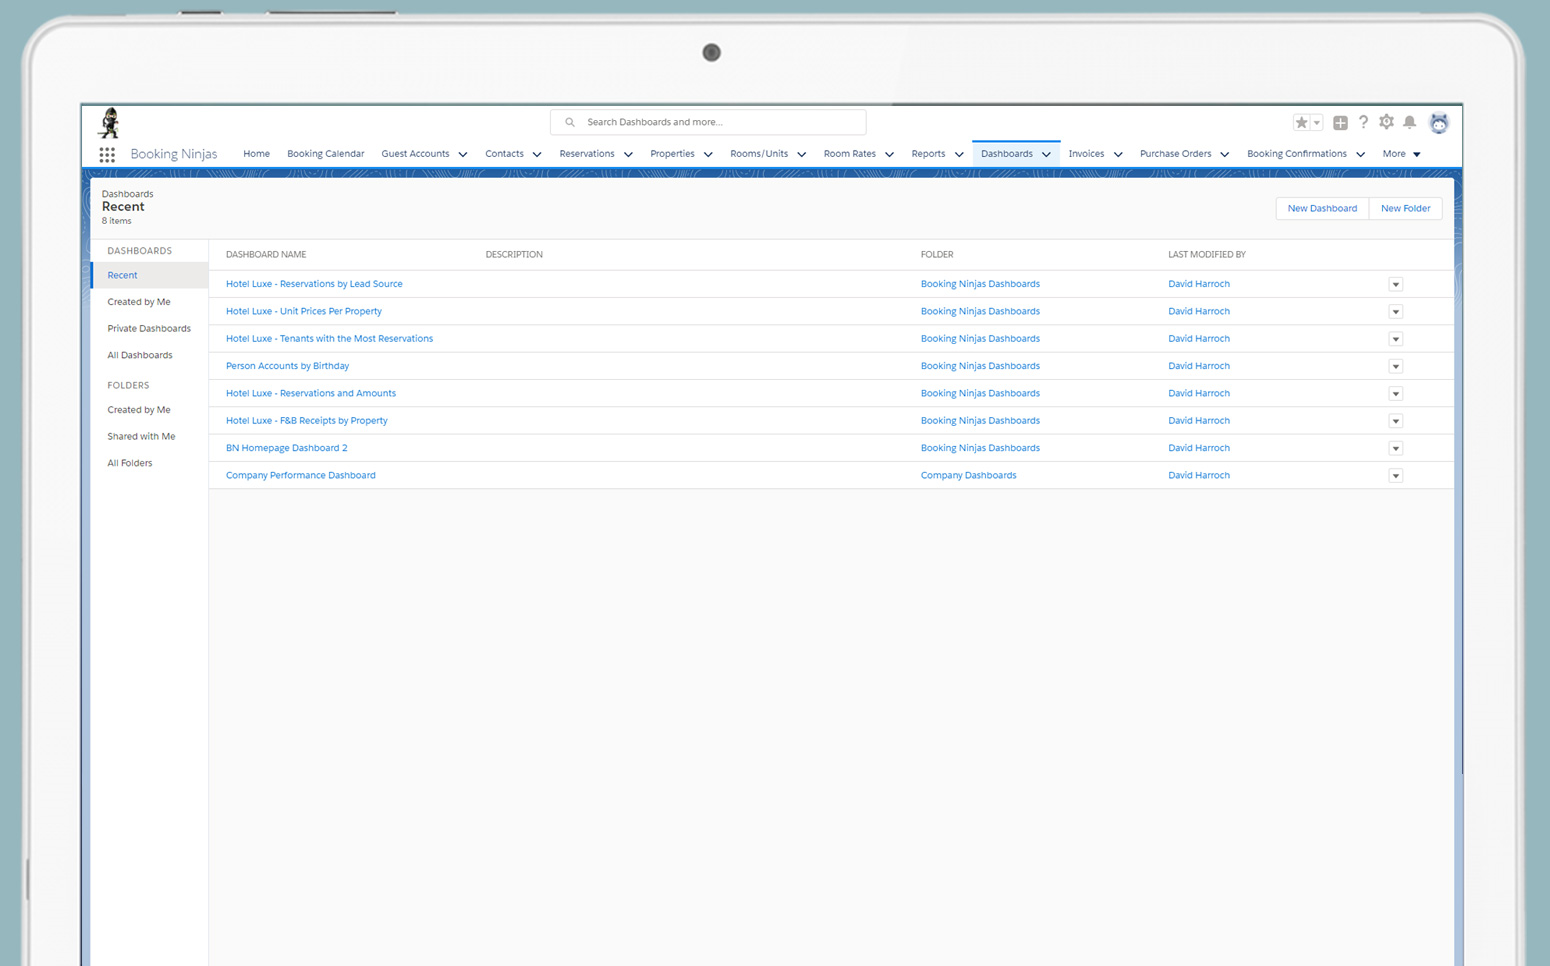 Search Dashboards and more...
Booking Ninjas Home Booking Calendar Guest Accounts Contacts Reservations Properties Rooms/Units Room Rates Reports Dashboards Invoices Purchase Orders Booking Confirmations More
Dashboards
Recent
8 items
New Dashboard New Folder
DASHBOARDS
Recent
Created by Me
Private Dashboards
All Dashboards
FOLDERS
Created by Me
Shared with Me
All Folders
DASHBOARD NAME DESCRIPTION FOLDER LAST MODIFIED BY
Hotel Luxe - Reservations by Lead Source Booking Ninjas Dashboards David Harroch
Hotel Luxe - Unit Prices Per Property Booking Ninjas Dashboards David Harroch
Hotel Luxe - Tenants with the Most Reservations Booking Ninjas Dashboards David Harroch
Person Accounts by Birthday Booking Ninjas Dashboards David Harroch
Hotel Luxe - Reservations and Amounts Booking Ninjas Dashboards David Harroch
Hotel Luxe - F&B Receipts by Property Booking Ninjas Dashboards David Harroch
BN Homepage Dashboard 2 Booking Ninjas Dashboards David Harroch
Company Performance Dashboard Company Dashboards David Harroch